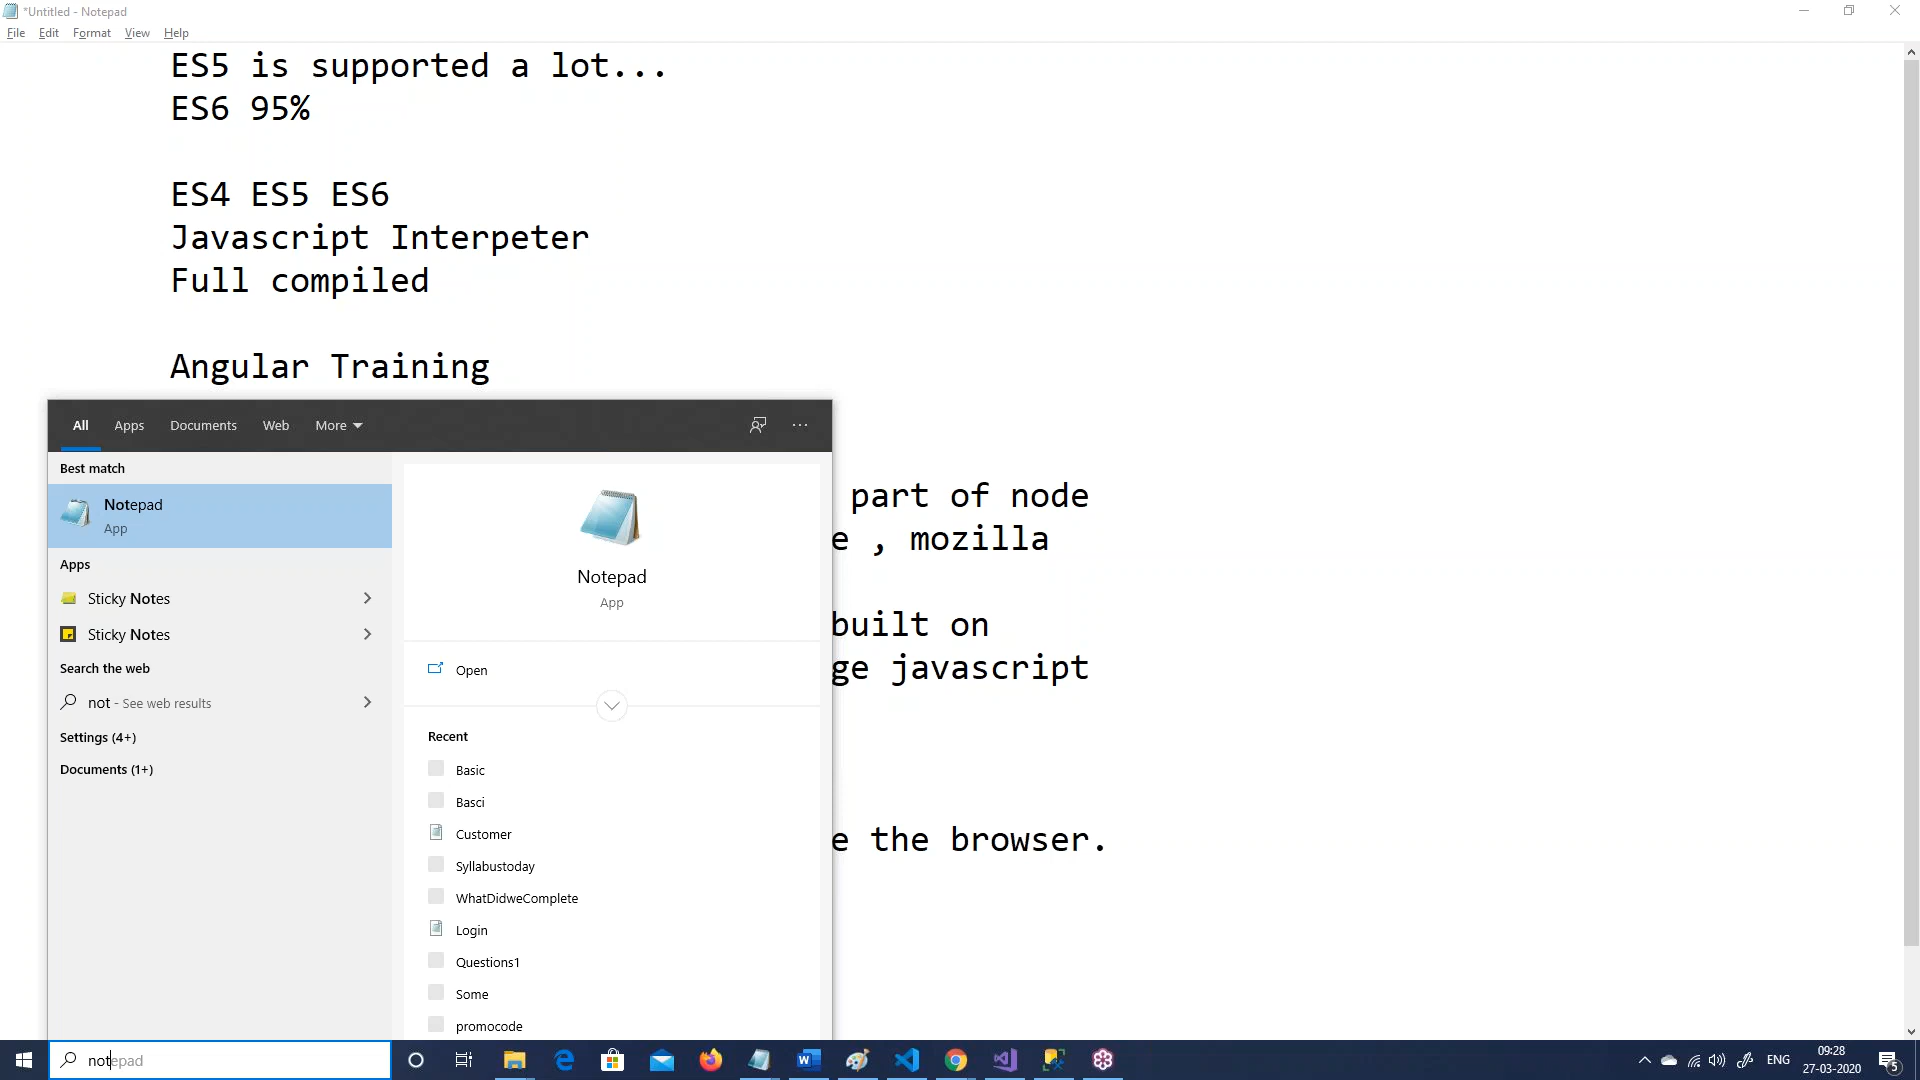 *Untitled - Notepad
File Edit Format View Help
ES5 is supported a lot...
ES6 95%
ES4 ES5 ES6
Javascript Interpeter
Full compiled
Angular Training
part of node
e , mozilla
built on
ge javascript
e the browser.
All Apps Documents Web More
Best match
Notepad
App
Apps
Sticky Notes
Sticky Notes
Search the web
not - See web results
Settings (4+)
Documents (1+)
Notepad
App
Open
Recent
Basic
Basci
Customer
Syllabustoday
WhatDidweComplete
Login
Questions1
Some
promocode
notepad
ENG
09:28
27-03-2020
5